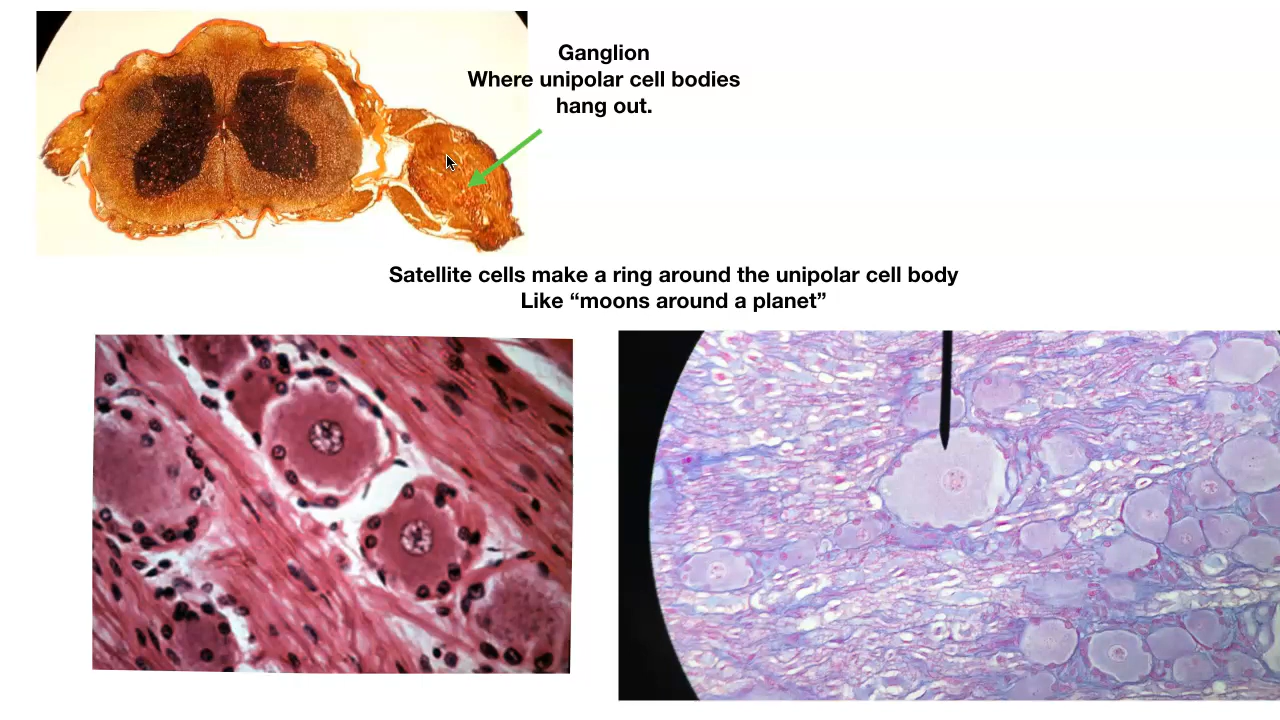 Ganglion
Where unipolar cell bodies
hang out.
Satellite cells make a ring around the unipolar cell body
Like “moons around a planet”